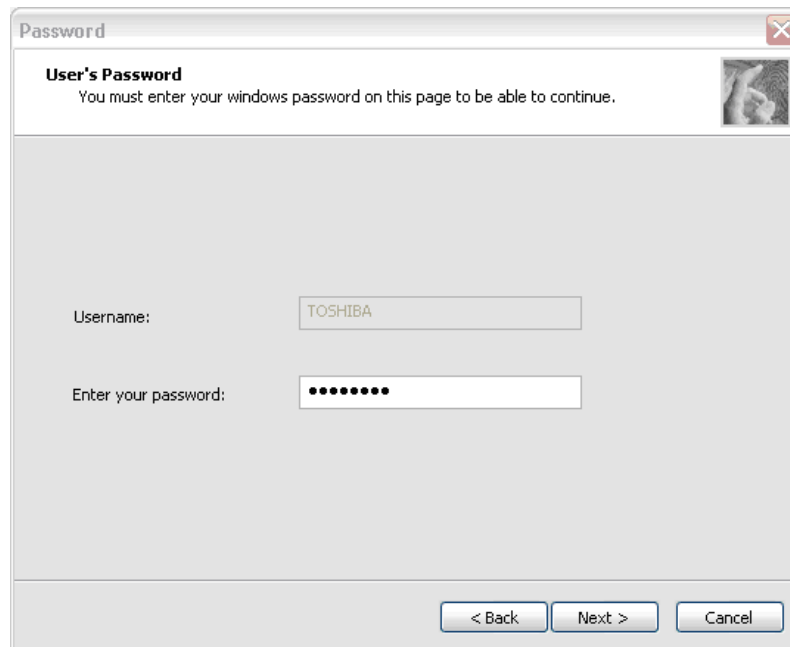 Password
User's Password
You must enter your windows password on this page to be able to continue.
Username:
TOSHIBA
Enter your password:
••••••••
< Back
Next >
Cancel